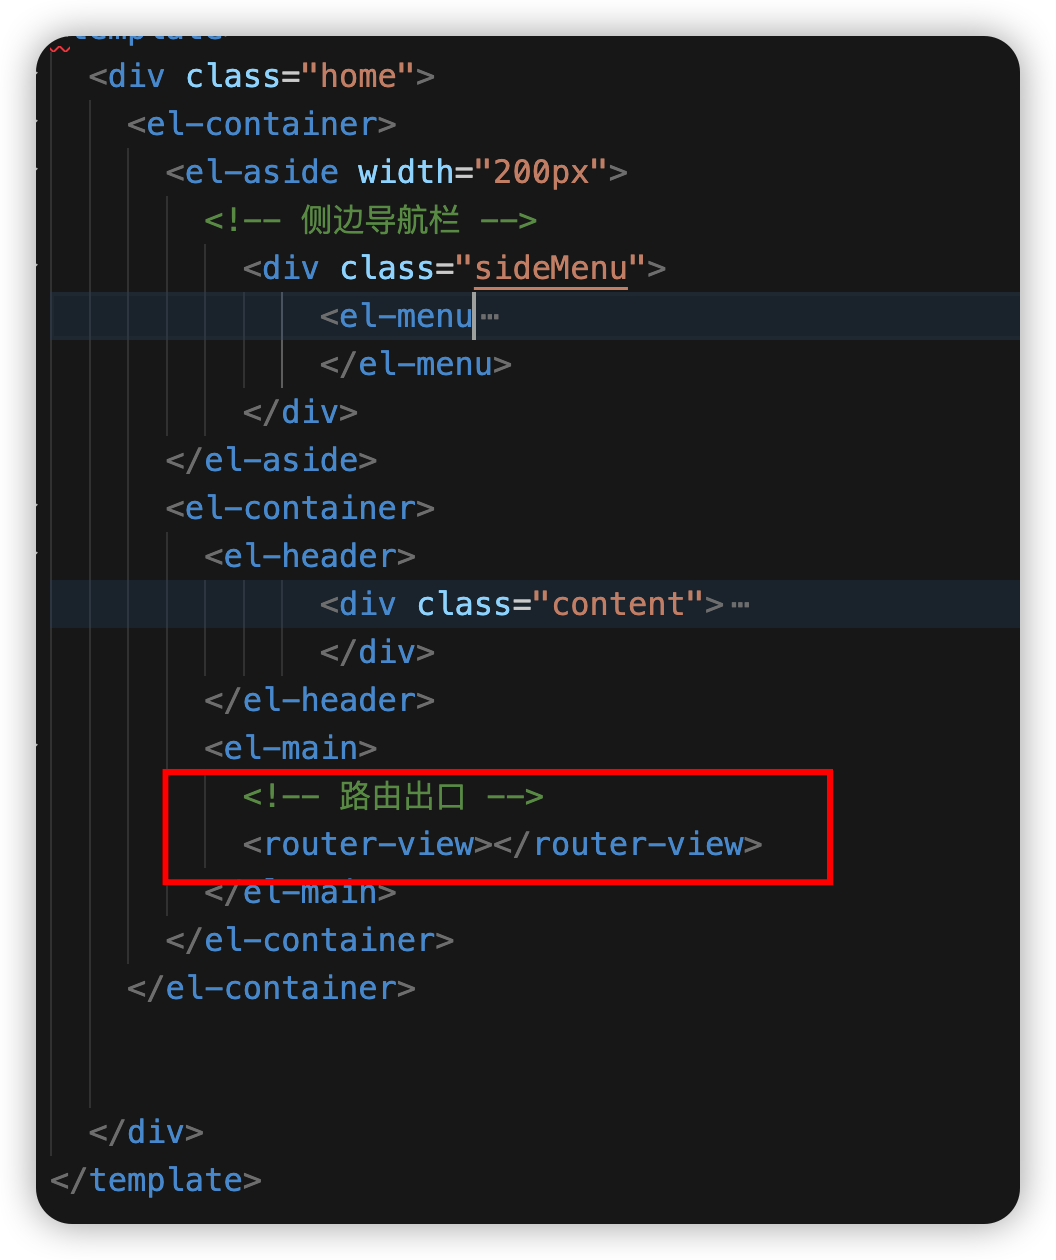 template
<div class="home">
<el-container>
<el-aside width="200px">
<!-- 侧边导航栏 -->
<div class="sideMenu">
<el-menu…
</el-menu>
</div>
</el-aside>
<el-container>
<el-header>
<div class="content">…
</div>
</el-header>
<el-main>
<!-- 路由出口 -->
<router-view></router-view>
</el-main>
</el-container>
</el-container>
</div>
</template>